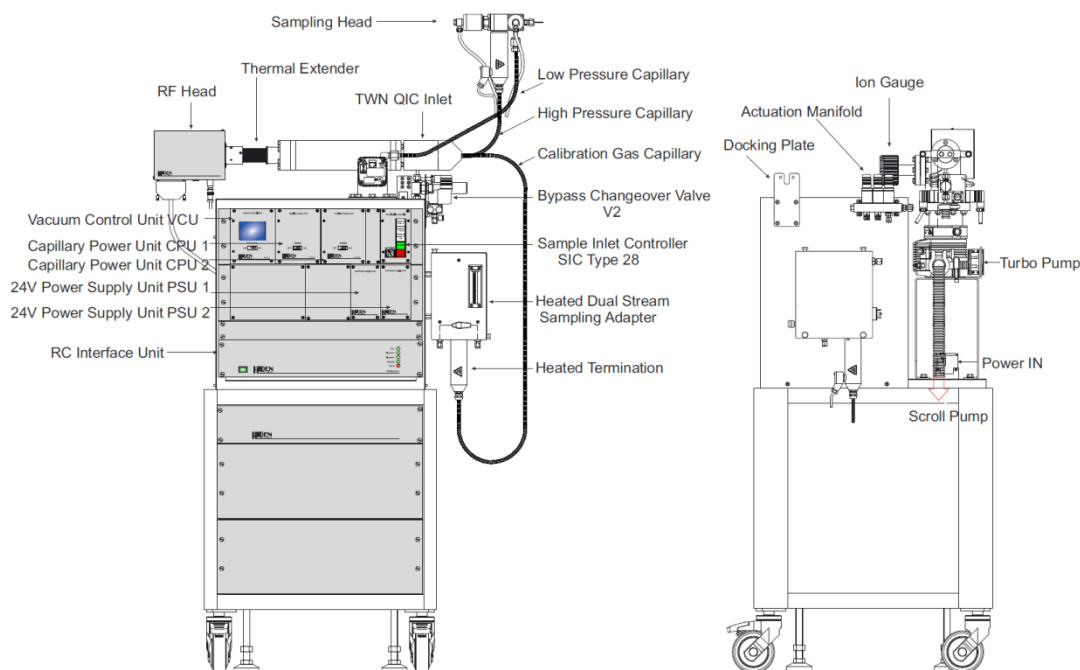 Sampling Head
Thermal Extender
RF Head
TWN QIC Inlet
Low Pressure Capillary
High Pressure Capillary
Calibration Gas Capillary
Bypass Changeover Valve
V2
Vacuum Control Unit VCU
Capillary Power Unit CPU 1
Capillary Power Unit CPU 2
24V Power Supply Unit PSU 1
24V Power Supply Unit PSU 2
RC Interface Unit
Sample Inlet Controller
SIC Type 28
Heated Dual Stream
Sampling Adapter
Heated Termination
Ion Gauge
Actuation Manifold
Docking Plate
Turbo Pump
Power IN
Scroll Pump